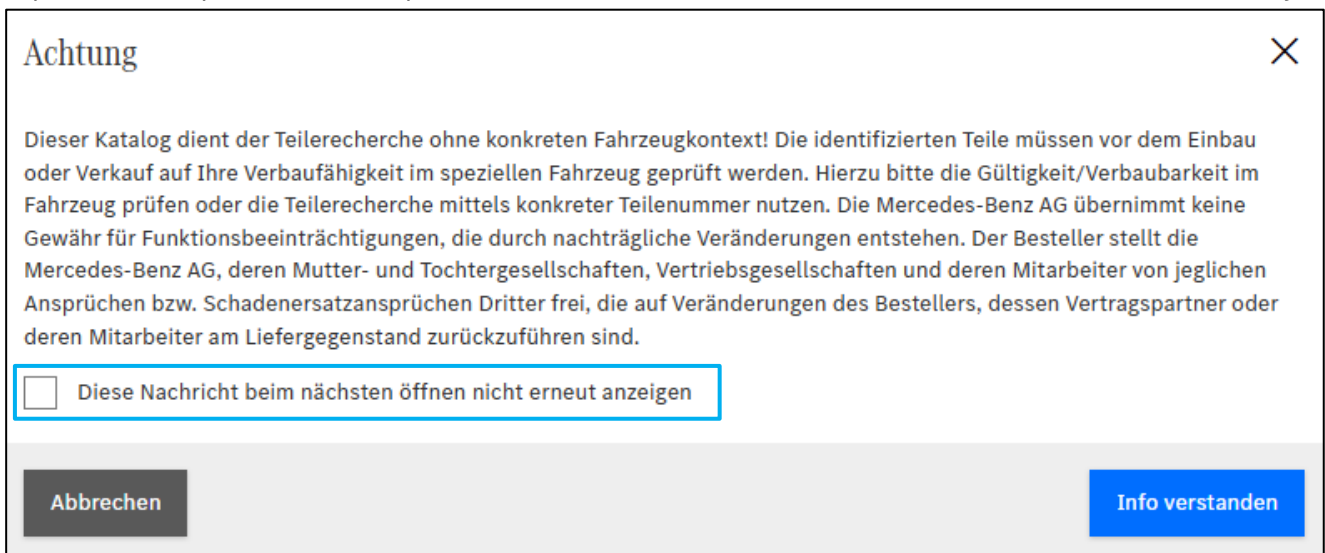 Achtung
Dieser Katalog dient der Teilerecherche ohne konkreten Fahrzeugkontext! Die identifizierten Teile müssen vor dem Einbau
oder Verkauf auf Ihre Verbaufähigkeit im speziellen Fahrzeug geprüft werden. Hierzu bitte die Gültigkeit/Verbaubarkeit im
Fahrzeug prüfen oder die Teilerecherche mittels konkreter Teilenummer nutzen. Die Mercedes-Benz AG übernimmt keine
Gewähr für Funktionsbeeinträchtigungen, die durch nachträgliche Veränderungen entstehen. Der Besteller stellt die
Mercedes-Benz AG, deren Mutter- und Tochtergesellschaften, Vertriebsgesellschaften und deren Mitarbeiter von jeglichen
Ansprüchen bzw. Schadenersatzansprüchen Dritter frei, die auf Veränderungen des Bestellers, dessen Vertragspartner oder
deren Mitarbeiter am Liefergegenstand zurückzuführen sind.
Diese Nachricht beim nächsten öffnen nicht erneut anzeigen
Abbrechen
Info verstanden